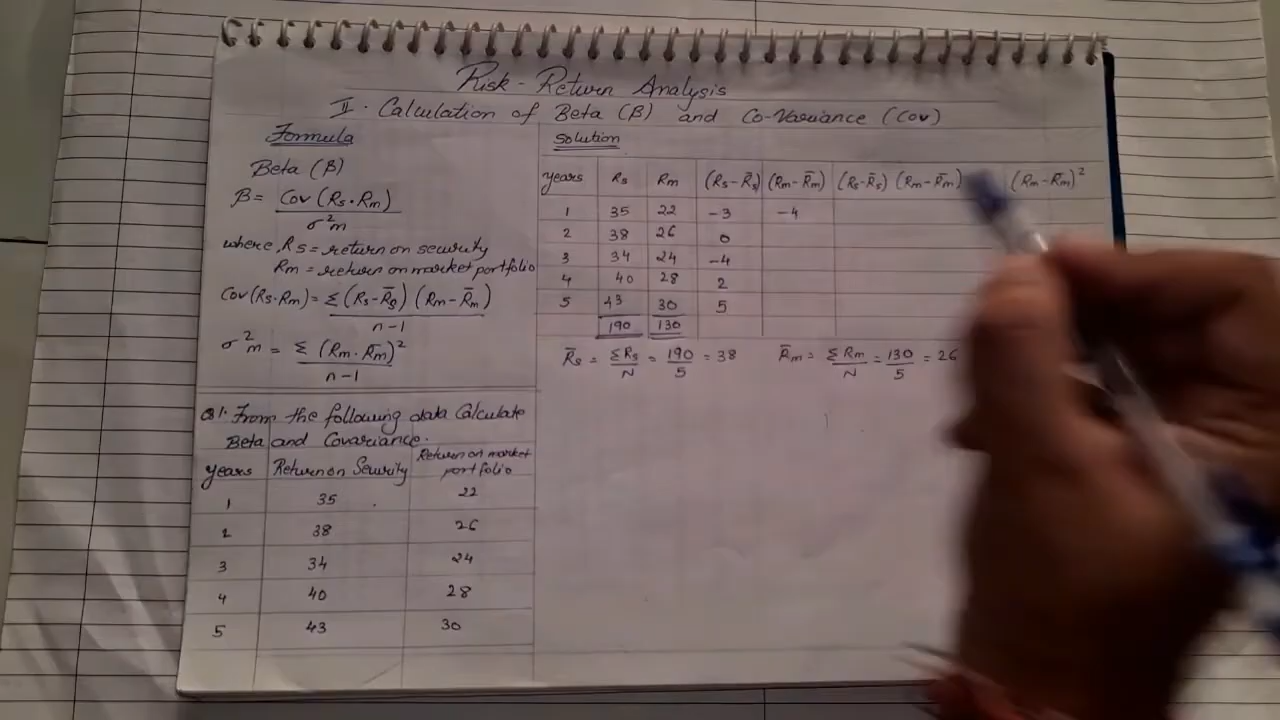 Risk-Return Analysis
II. Calculation of Beta (β) and Co-Variance (Cov)
Formula
Beta (β)
β = Cov (Rs·Rm)
σ²m
where, Rs = return on security
Rm = return on market portfolio
Cov (Rs·Rm) = Σ (Rs-R̄s) (Rm-R̄m)
n-1
σ²m = Σ (Rm·R̄m)²
n-1
Q1. From the following data Calculate
Beta and Covariance.
years Return on Security Return on market portfolio
1 35 22
2 38 26
3 34 24
4 40 28
5 43 30
Solution
years Rs Rm (Rs-R̄s) (Rm-R̄m) (Rs-R̄s) (Rm-R̄m) (Rm-R̄m)²
1 35 22 -3 -4
2 38 26 0
3 34 24 -4
4 40 28 2
5 43 30 5
190 130
R̄s = ΣRs = 190 = 38 R̄m = ΣRm = 130 = 26
N 5 N 5